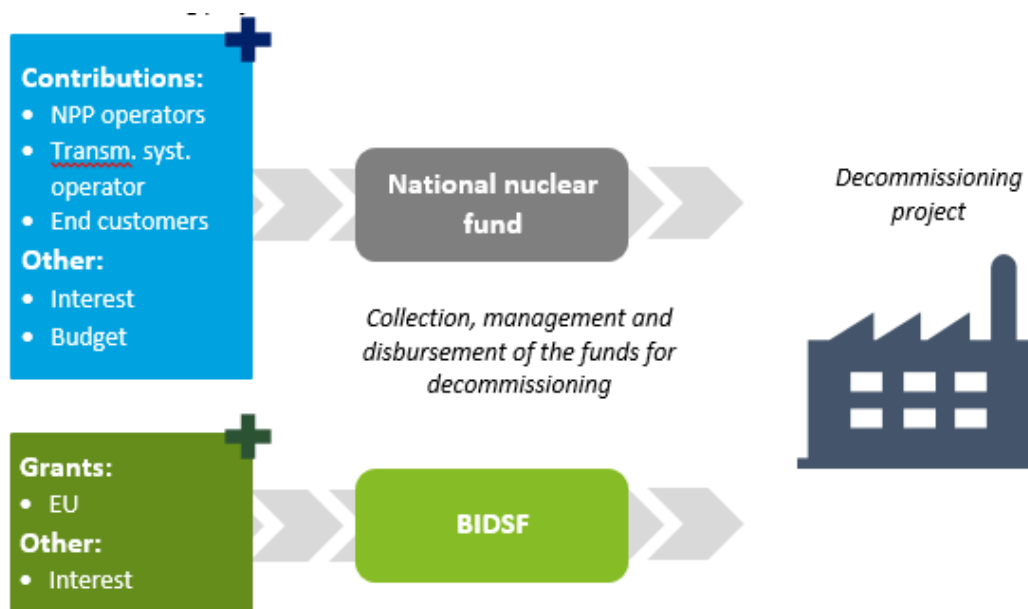 Contributions:
• NPP operators
• Transm. syst.
operator
• End customers
Other:
• Interest
• Budget
National nuclear
fund
Collection, management and
disbursement of the funds for
decommissioning
Decommissioning
project
Grants:
• EU
Other:
• Interest
BIDSF